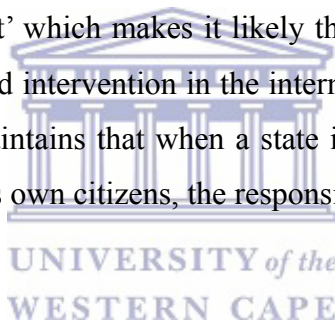 t’ which makes it likely th
d intervention in the intern
intains that when a state i
s own citizens, the responsi
UNIVERSITY of the
WESTERN CAPE